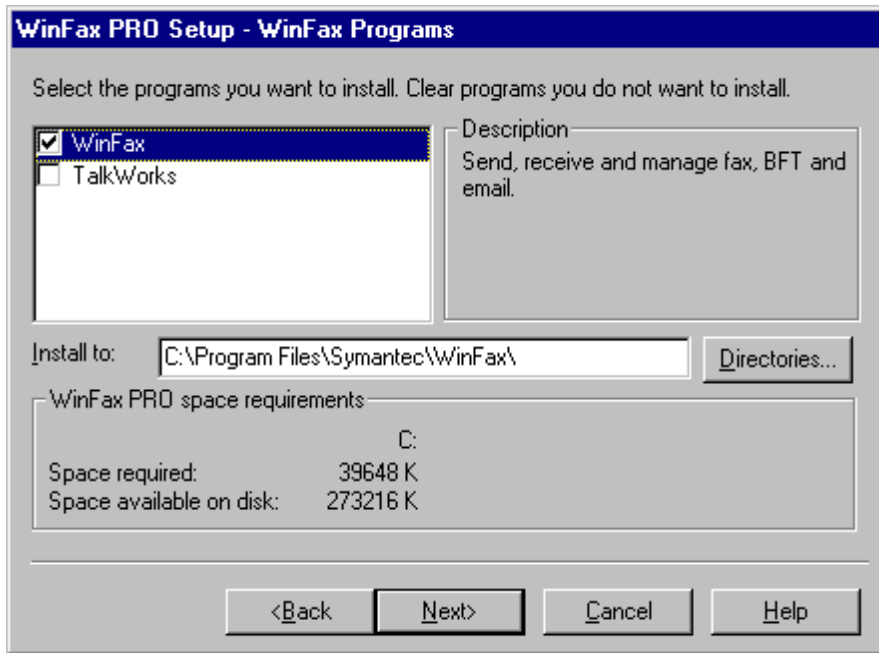 WinFax PRO Setup - WinFax Programs
Select the programs you want to install. Clear programs you do not want to install.
WinFax
TalkWorks
Description
Send, receive and manage fax, BFT and
email.
Install to:
C:\Program Files\Symantec\WinFax\
Directories...
WinFax PRO space requirements
C:
Space required: 39648 K
Space available on disk: 273216 K
<Back
Next>
Cancel
Help